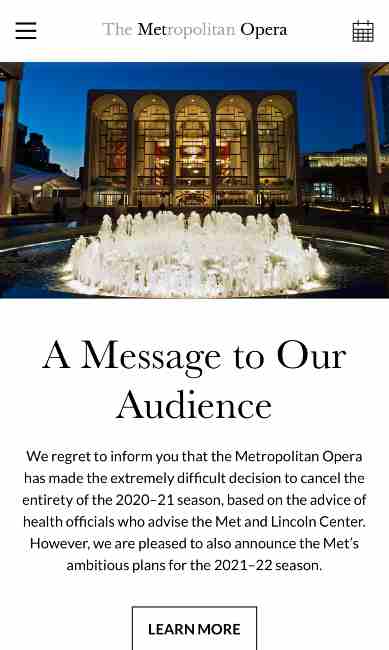 The Metropolitan Opera
A Message to Our
Audience
We regret to inform you that the Metropolitan Opera
has made the extremely difficult decision to cancel the
entirety of the 2020–21 season, based on the advice of
health officials who advise the Met and Lincoln Center.
However, we are pleased to also announce the Met’s
ambitious plans for the 2021–22 season.
LEARN MORE